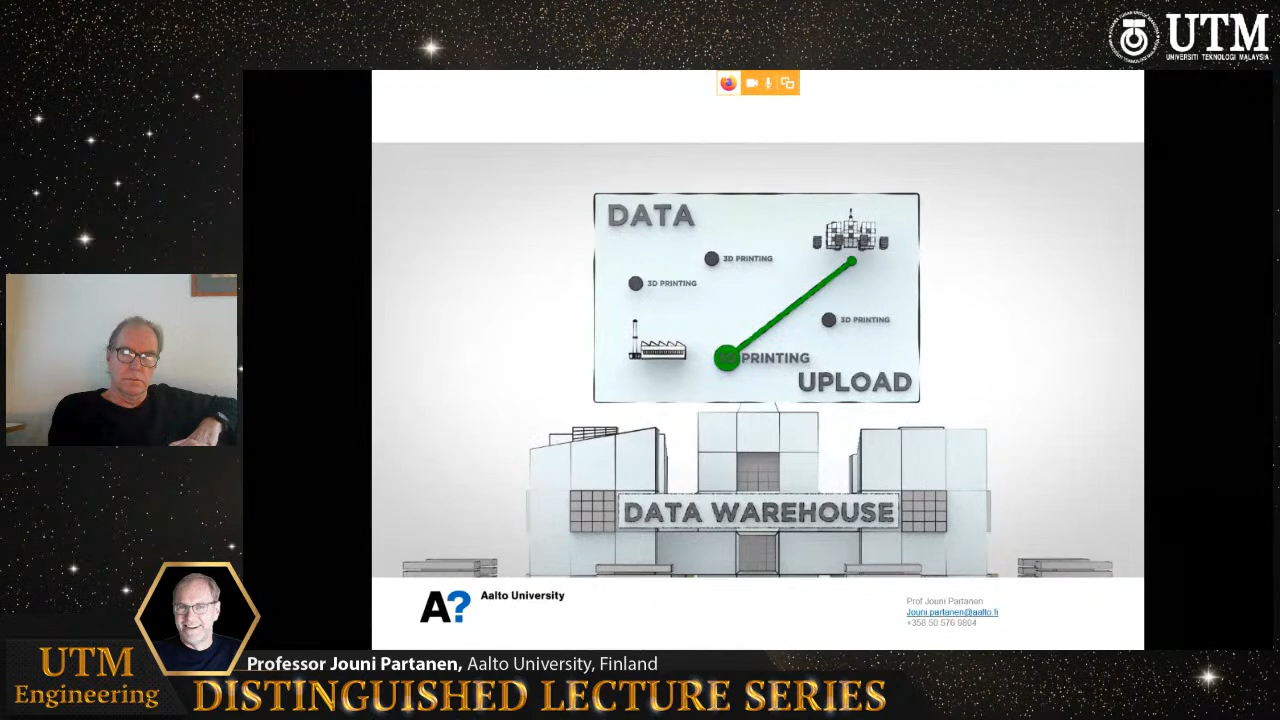 UTM
UNIVERSITI TEKNOLOGI MALAYSIA
DATA
3D PRINTING
3D PRINTING
3D PRINTING
3D PRINTING
UPLOAD
DATA WAREHOUSE
A?
Aalto University
Prof Jouni Partanen
Jouni.partanen@aalto.fi
+358 50 576 9804
UTM
Engineering
Professor Jouni Partanen, Aalto University, Finland
DISTINGUISHED LECTURE SERIES